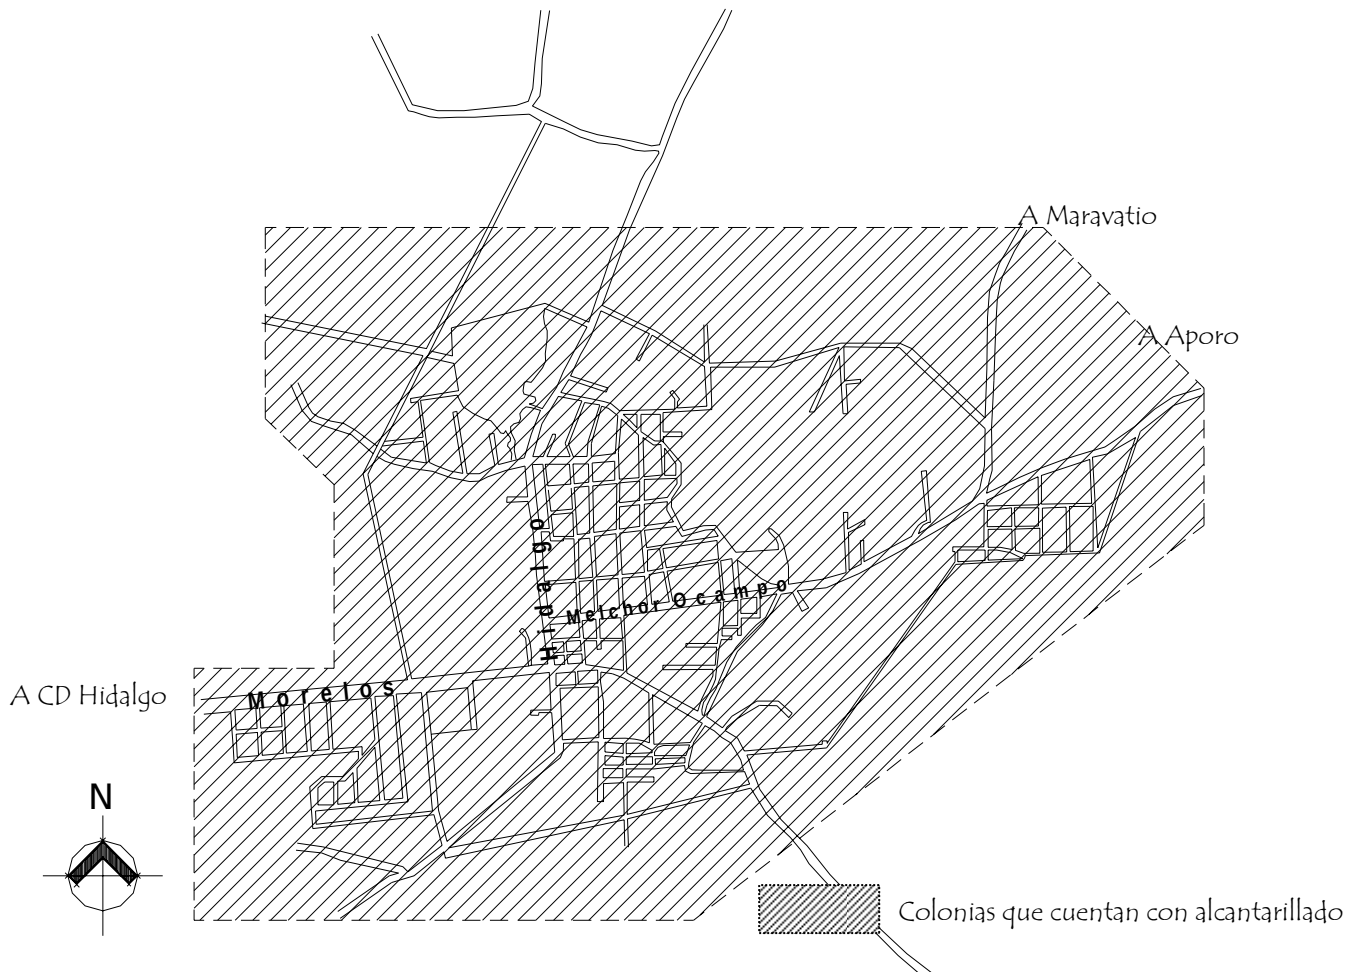 A Maravatio
A Aporo
Hidalgo
Melchor Ocampo
A CD Hidalgo
Morelos
N
Colonias que cuentan con alcantarillado